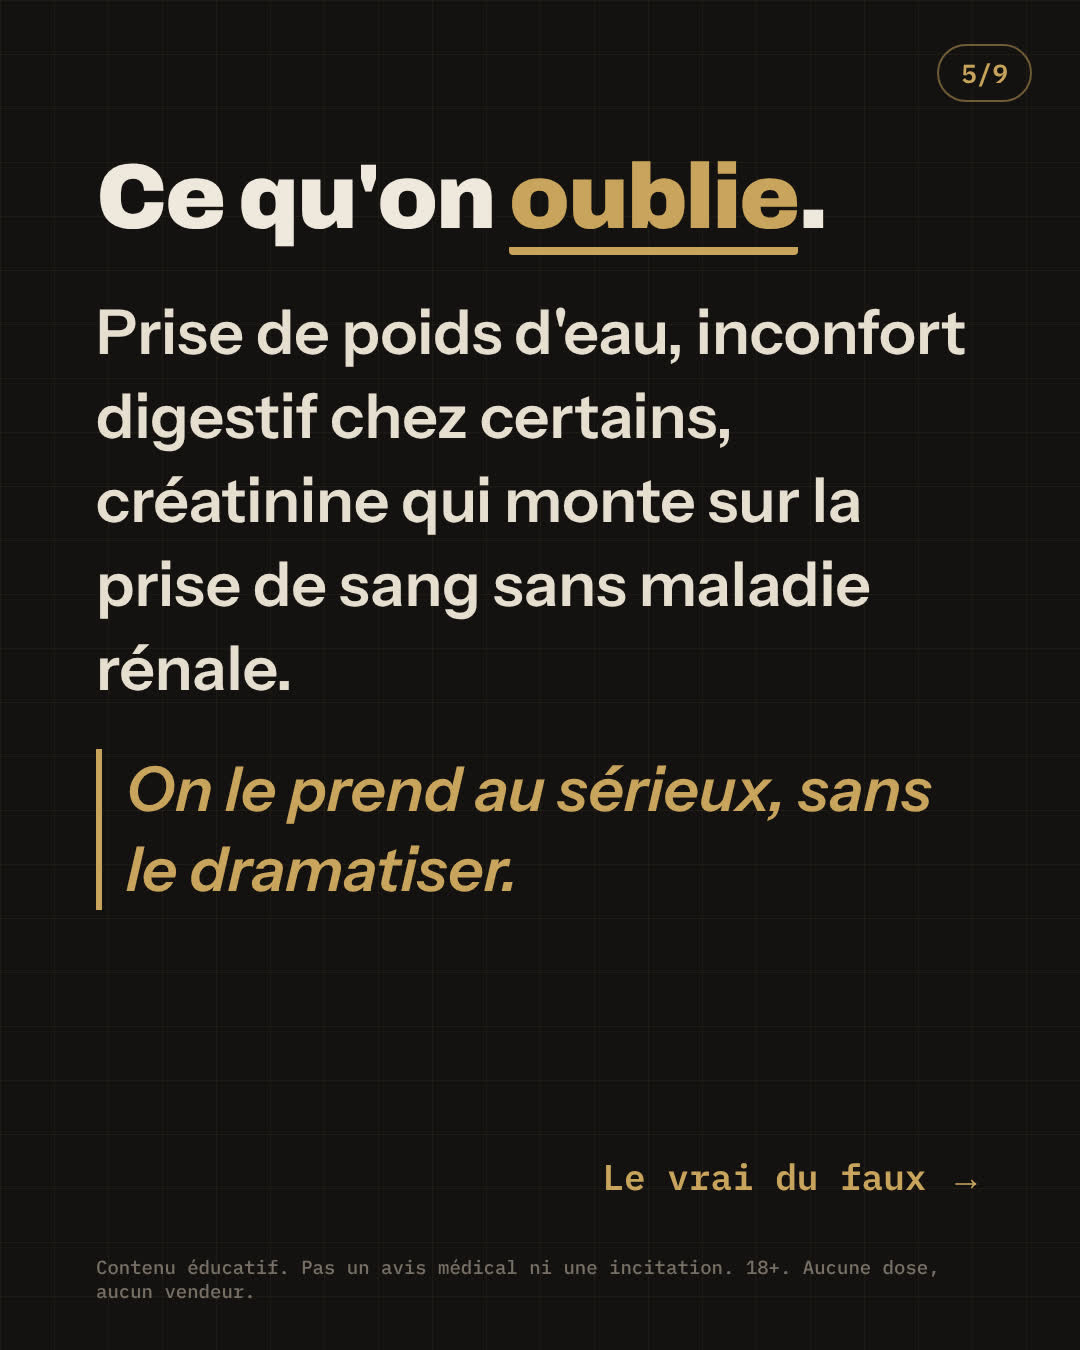 5/9
Ce qu'on oublie.
Prise de poids d'eau, inconfort
digestif chez certains,
créatinine qui monte sur la
prise de sang sans maladie
rénale.
On le prend au sérieux, sans
le dramatiser.
Le vrai du faux →
Contenu éducatif. Pas un avis médical ni une incitation. 18+. Aucune dose,
aucun vendeur.